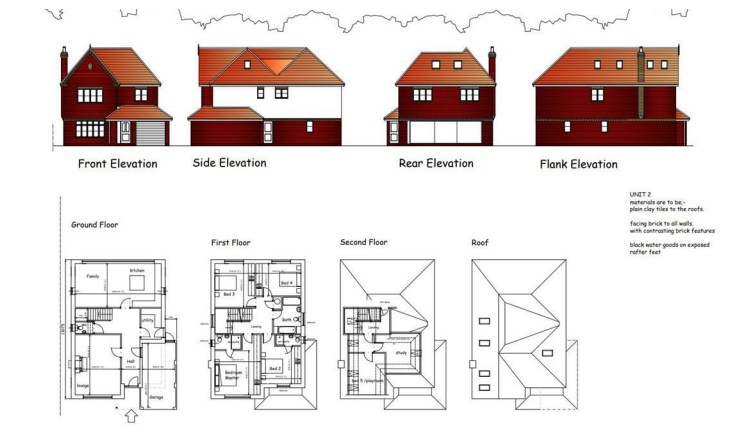 Front Elevation
Side Elevation
Rear Elevation
Flank Elevation
UNIT 2
materials are to be;-
plain clay tiles to the roofs.
facing brick to all walls.
with contrasting brick features
black water goods on exposed
rafter feet
Ground Floor
First Floor
Second Floor
Roof
Family
Kitchen
Utility
Hall
lounge
Garage
Bed 3
Bed 4
Bath
Landing
Bedroom
Master
Bed 2
Landing
study
bed 5 /playroom